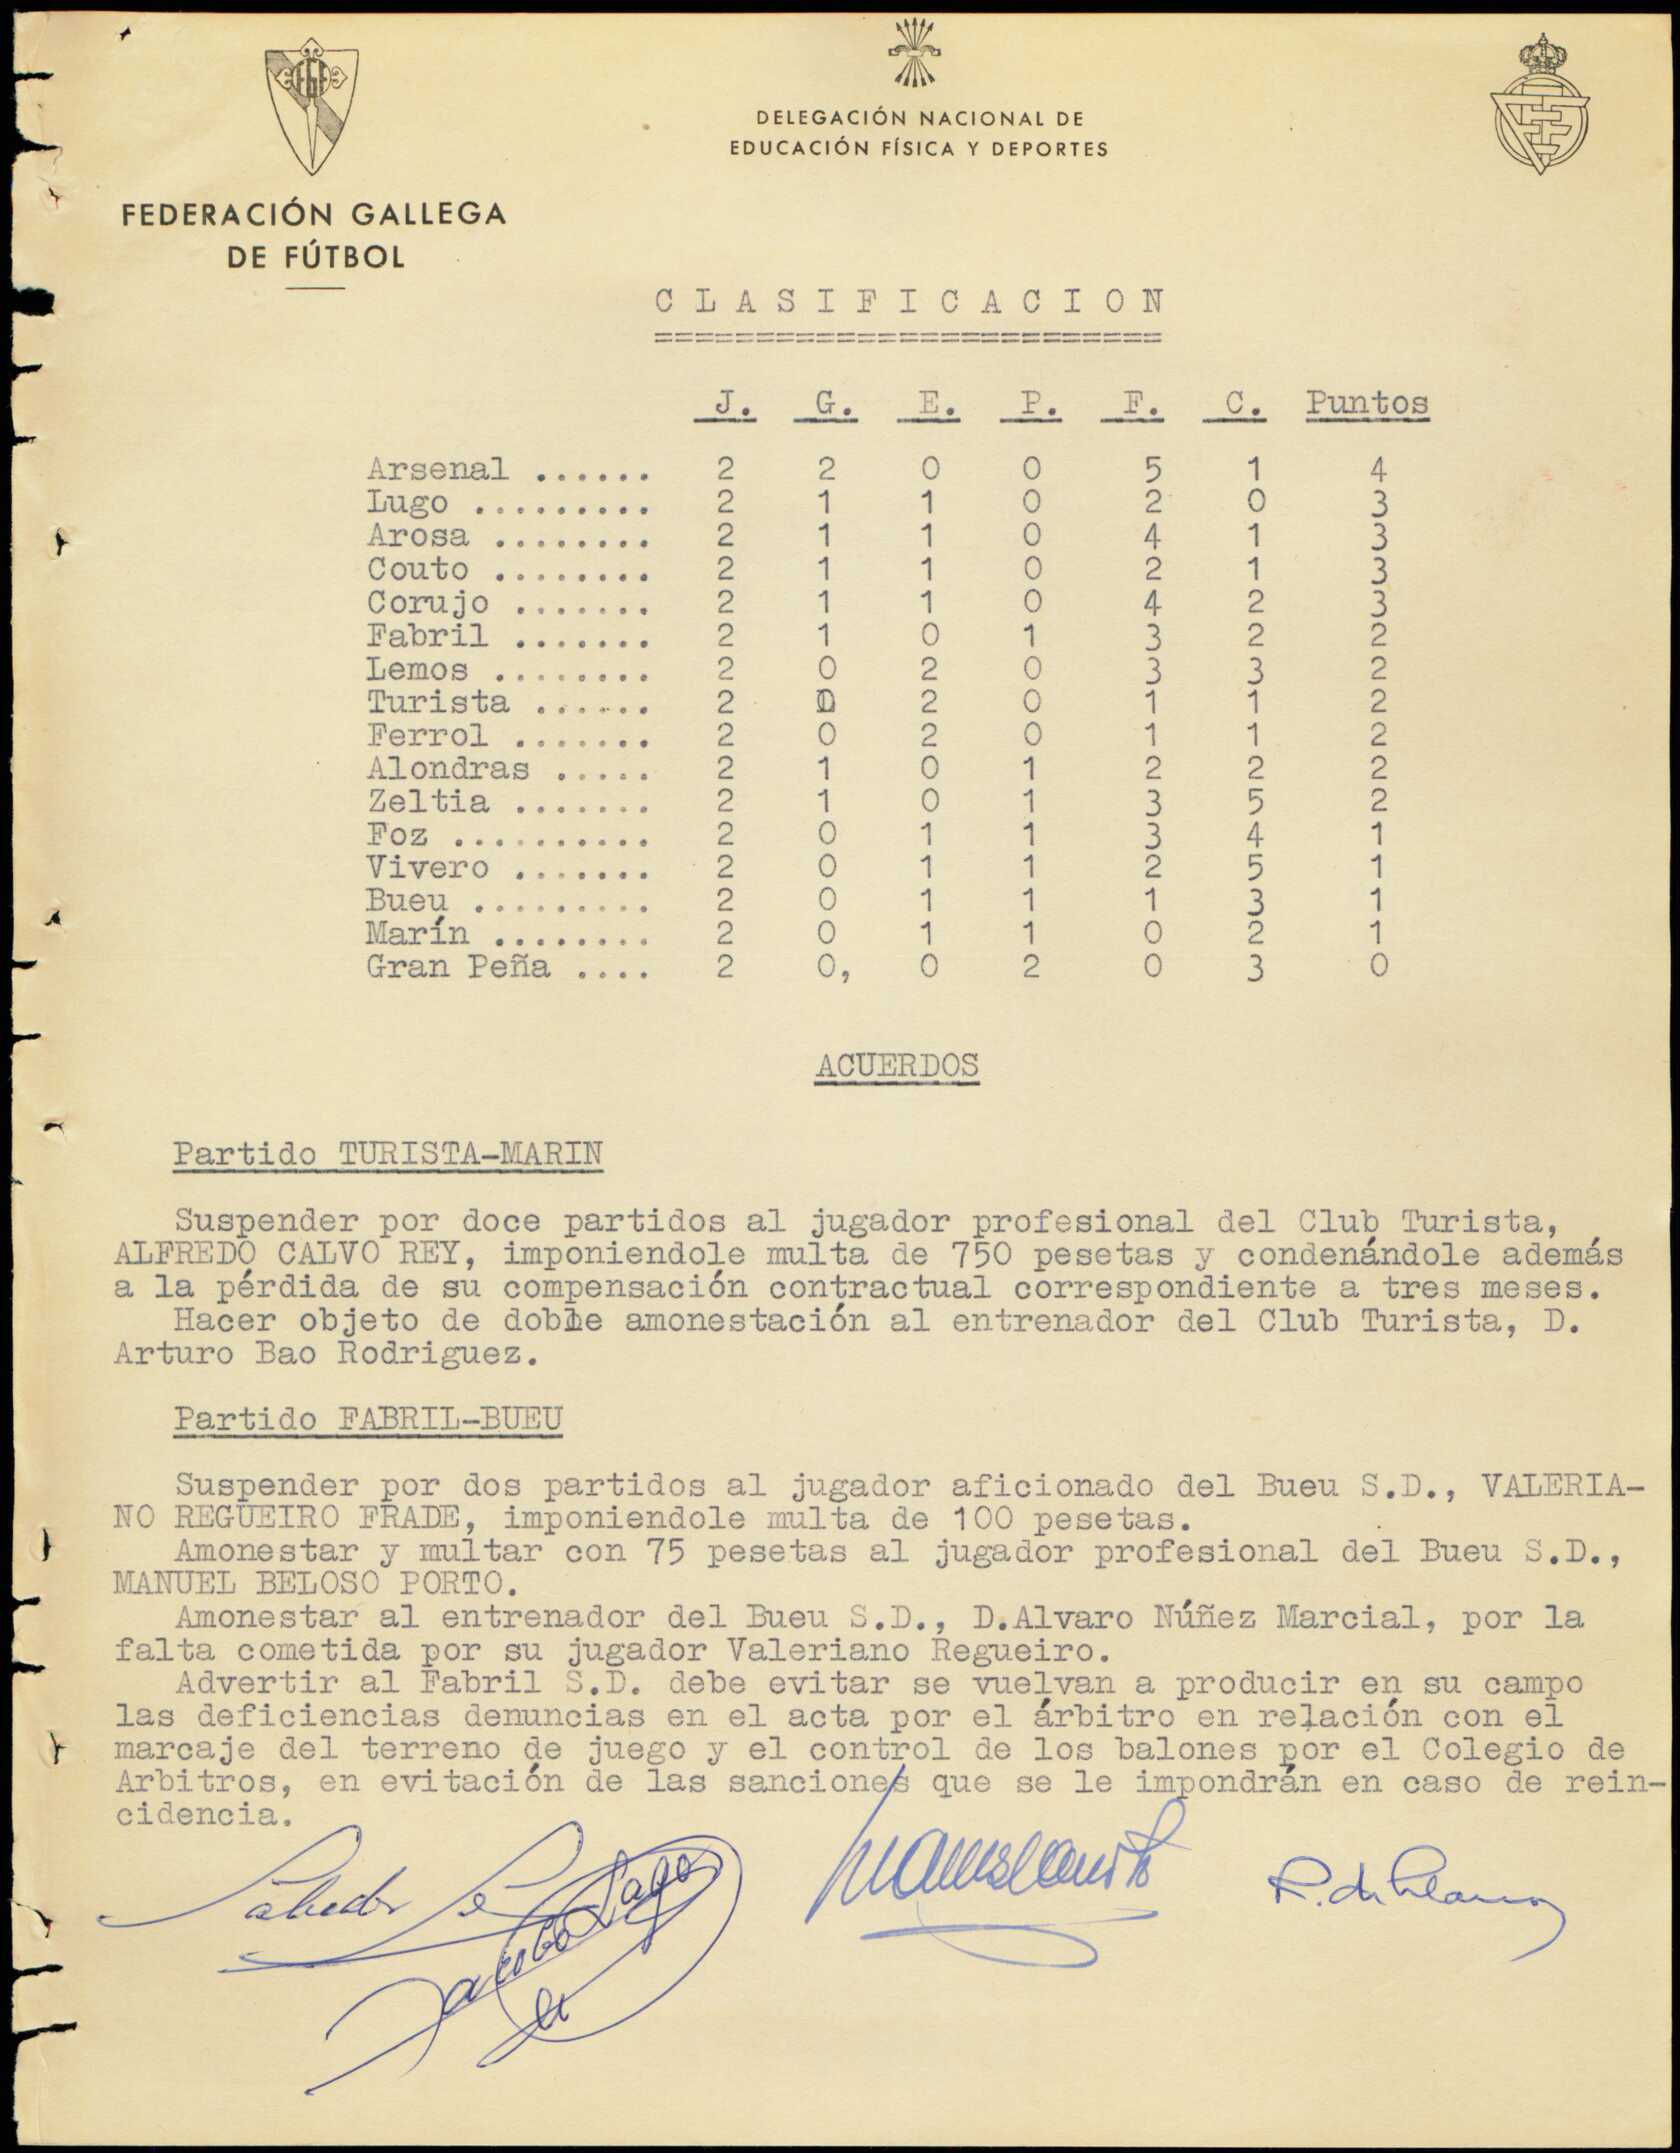 DELEGACIÓN NACIONAL DE
EDUCACIÓN FÍSICA Y DEPORTES
FEDERACIÓN GALLEGA
DE FÚTBOL
C L A S I F I C A C I O N
=========================
J. G. E. P. F. C. Puntos
Arsenal ...... 2 2 0 0 5 1 4
Lugo ......... 2 1 1 0 2 0 3
Arosa ........ 2 1 1 0 4 1 3
Couto ........ 2 1 1 0 2 1 3
Corujo ....... 2 1 1 0 4 2 3
Fabril ....... 2 1 0 1 3 2 2
Lemos ........ 2 0 2 0 3 3 2
Turista ...... 2 0 2 0 1 1 2
Ferrol ....... 2 0 2 0 1 1 2
Alondras ..... 2 1 0 1 2 2 2
Zeltia ....... 2 1 0 1 3 5 2
Foz .......... 2 0 1 1 3 4 1
Vivero ....... 2 0 1 1 2 5 1
Bueu ......... 2 0 1 1 1 3 1
Marín ........ 2 0 1 1 0 2 1
Gran Peña .... 2 0, 0 2 0 3 0
ACUERDOS
Partido TURISTA-MARIN
Suspender por doce partidos al jugador profesional del Club Turista,
ALFREDO CALVO REY, imponiendole multa de 750 pesetas y condenándole además
a la pérdida de su compensación contractual correspondiente a tres meses.
Hacer objeto de doble amonestación al entrenador del Club Turista, D.
Arturo Bao Rodriguez.
Partido FABRIL-BUEU
Suspender por dos partidos al jugador aficionado del Bueu S.D., VALERIA-
NO REGUEIRO FRADE, imponiendole multa de 100 pesetas.
Amonestar y multar con 75 pesetas al jugador profesional del Bueu S.D.,
MANUEL BELOSO PORTO.
Amonestar al entrenador del Bueu S.D., D.Alvaro Núñez Marcial, por la
falta cometida por su jugador Valeriano Regueiro.
Advertir al Fabril S.D. debe evitar se vuelvan a producir en su campo
las deficiencias denuncias en el acta por el árbitro en relación con el
marcaje del terreno de juego y el control de los balones por el Colegio de
Arbitros, en evitación de las sanciones que se le impondrán en caso de rein-
cidencia.
Jacobo Lago